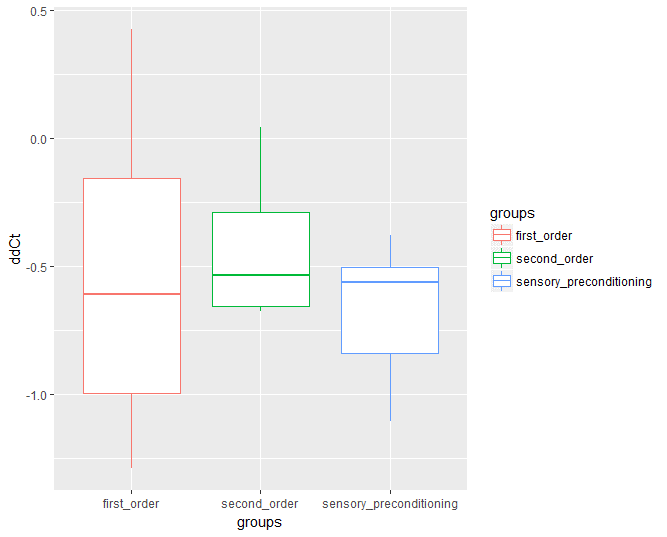 0.5
0.0
-0.5
-1.0
ddCt
first_order
second_order
sensory_preconditioning
groups
groups
first_order
second_order
sensory_preconditioning